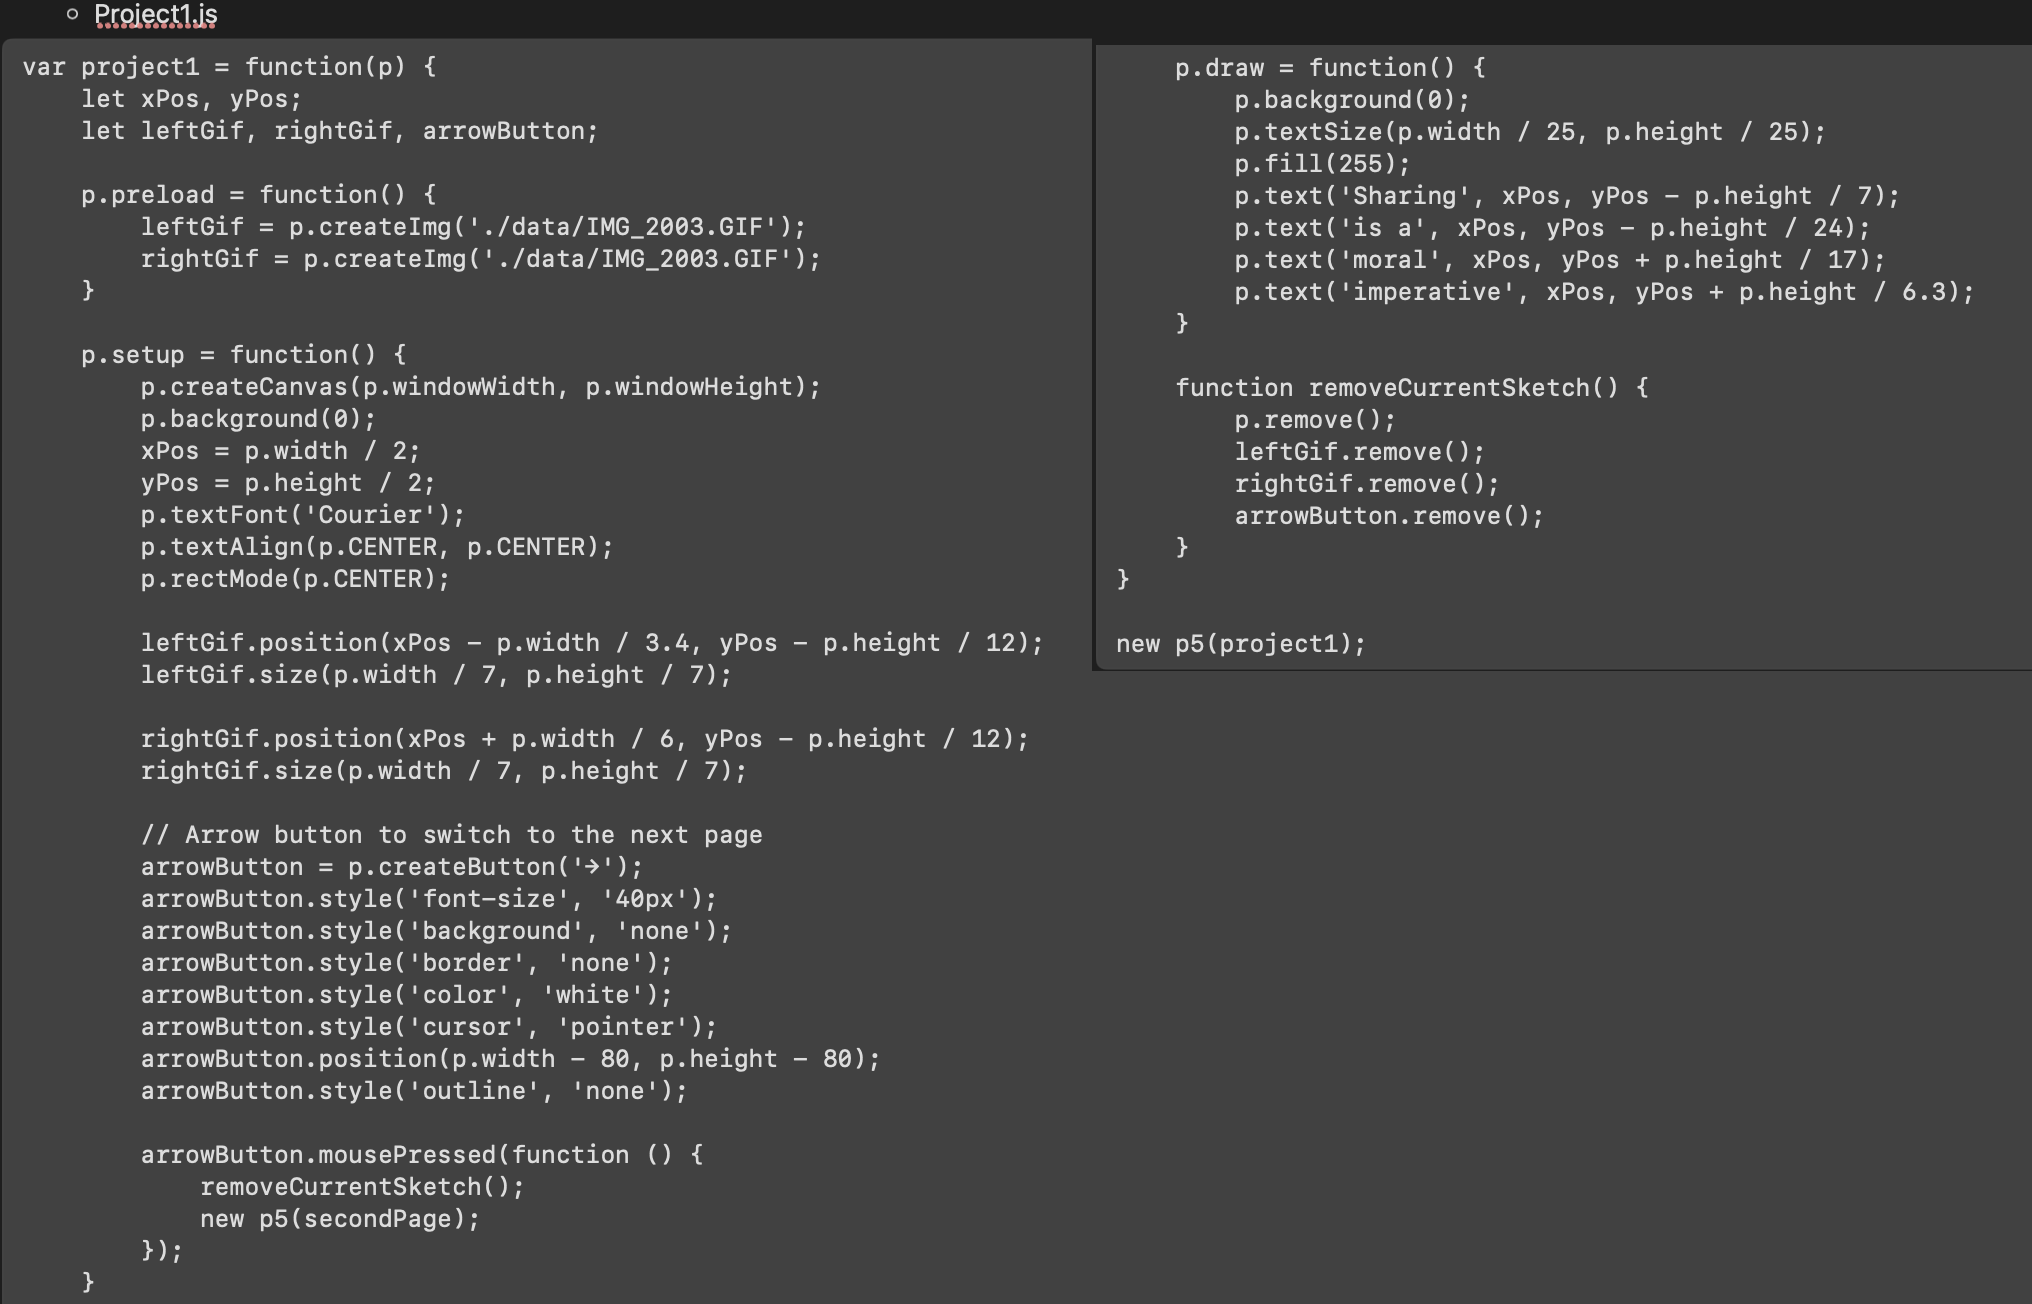 Project1.js
var project1 = function(p) {
    let xPos, yPos;
    let leftGif, rightGif, arrowButton;

    p.preload = function() {
        leftGif = p.createImg('./data/IMG_2003.GIF');
        rightGif = p.createImg('./data/IMG_2003.GIF');
    }

    p.setup = function() {
        p.createCanvas(p.windowWidth, p.windowHeight);
        p.background(0);
        xPos = p.width / 2;
        yPos = p.height / 2;
        p.textFont('Courier');
        p.textAlign(p.CENTER, p.CENTER);
        p.rectMode(p.CENTER);

        leftGif.position(xPos - p.width / 3.4, yPos - p.height / 12);
        leftGif.size(p.width / 7, p.height / 7);

        rightGif.position(xPos + p.width / 6, yPos - p.height / 12);
        rightGif.size(p.width / 7, p.height / 7);

        // Arrow button to switch to the next page
        arrowButton = p.createButton('→');
        arrowButton.style('font-size', '40px');
        arrowButton.style('background', 'none');
        arrowButton.style('border', 'none');
        arrowButton.style('color', 'white');
        arrowButton.style('cursor', 'pointer');
        arrowButton.position(p.width - 80, p.height - 80);
        arrowButton.style('outline', 'none');

        arrowButton.mousePressed(function () {
            removeCurrentSketch();
            new p5(secondPage);
        });
    }

    p.draw = function() {
        p.background(0);
        p.textSize(p.width / 25, p.height / 25);
        p.fill(255);
        p.text('Sharing', xPos, yPos - p.height / 7);
        p.text('is a', xPos, yPos - p.height / 24);
        p.text('moral', xPos, yPos + p.height / 17);
        p.text('imperative', xPos, yPos + p.height / 6.3);
    }

    function removeCurrentSketch() {
        p.remove();
        leftGif.remove();
        rightGif.remove();
        arrowButton.remove();
    }
}

new p5(project1);